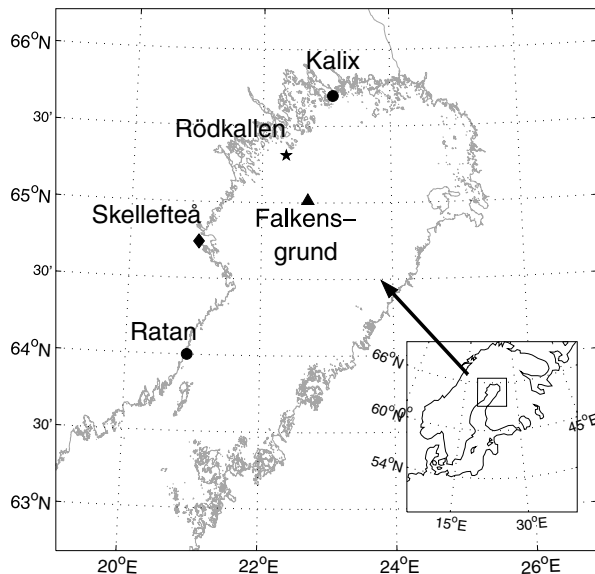 66°N
Kalix
30'
Rödkallen
65°N
Skellefteå
Falkens–
grund
30'
Ratan
64°N
30'
63°N
20°E
22°E
24°E
26°E
66°N
60°N
0°
54°N
15°E
30°E
45°E